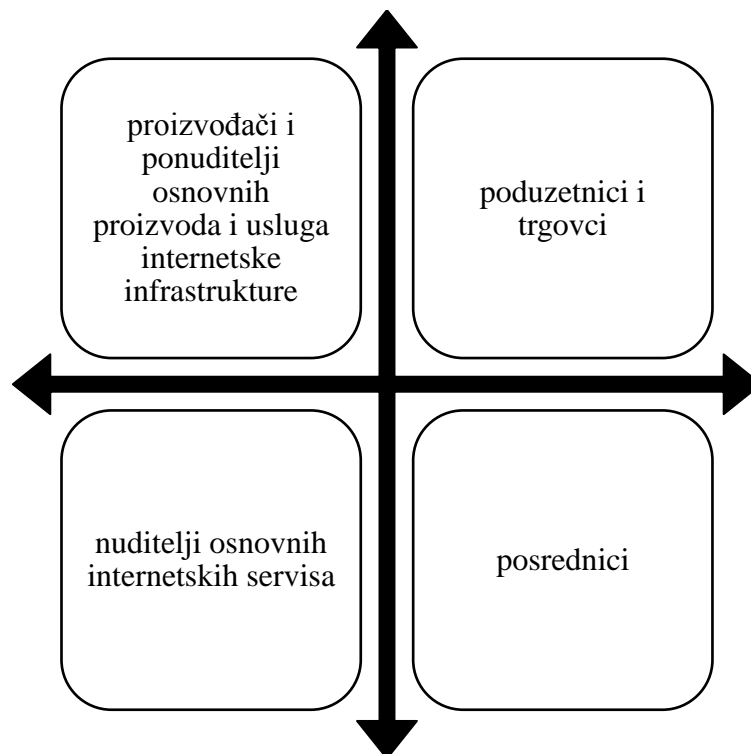 proizvođači i
ponuditelji
osnovnih
proizvoda i usluga
internetske
infrastrukture
poduzetnici i
trgovci
nuditelji osnovnih
internetskih servisa
posrednici